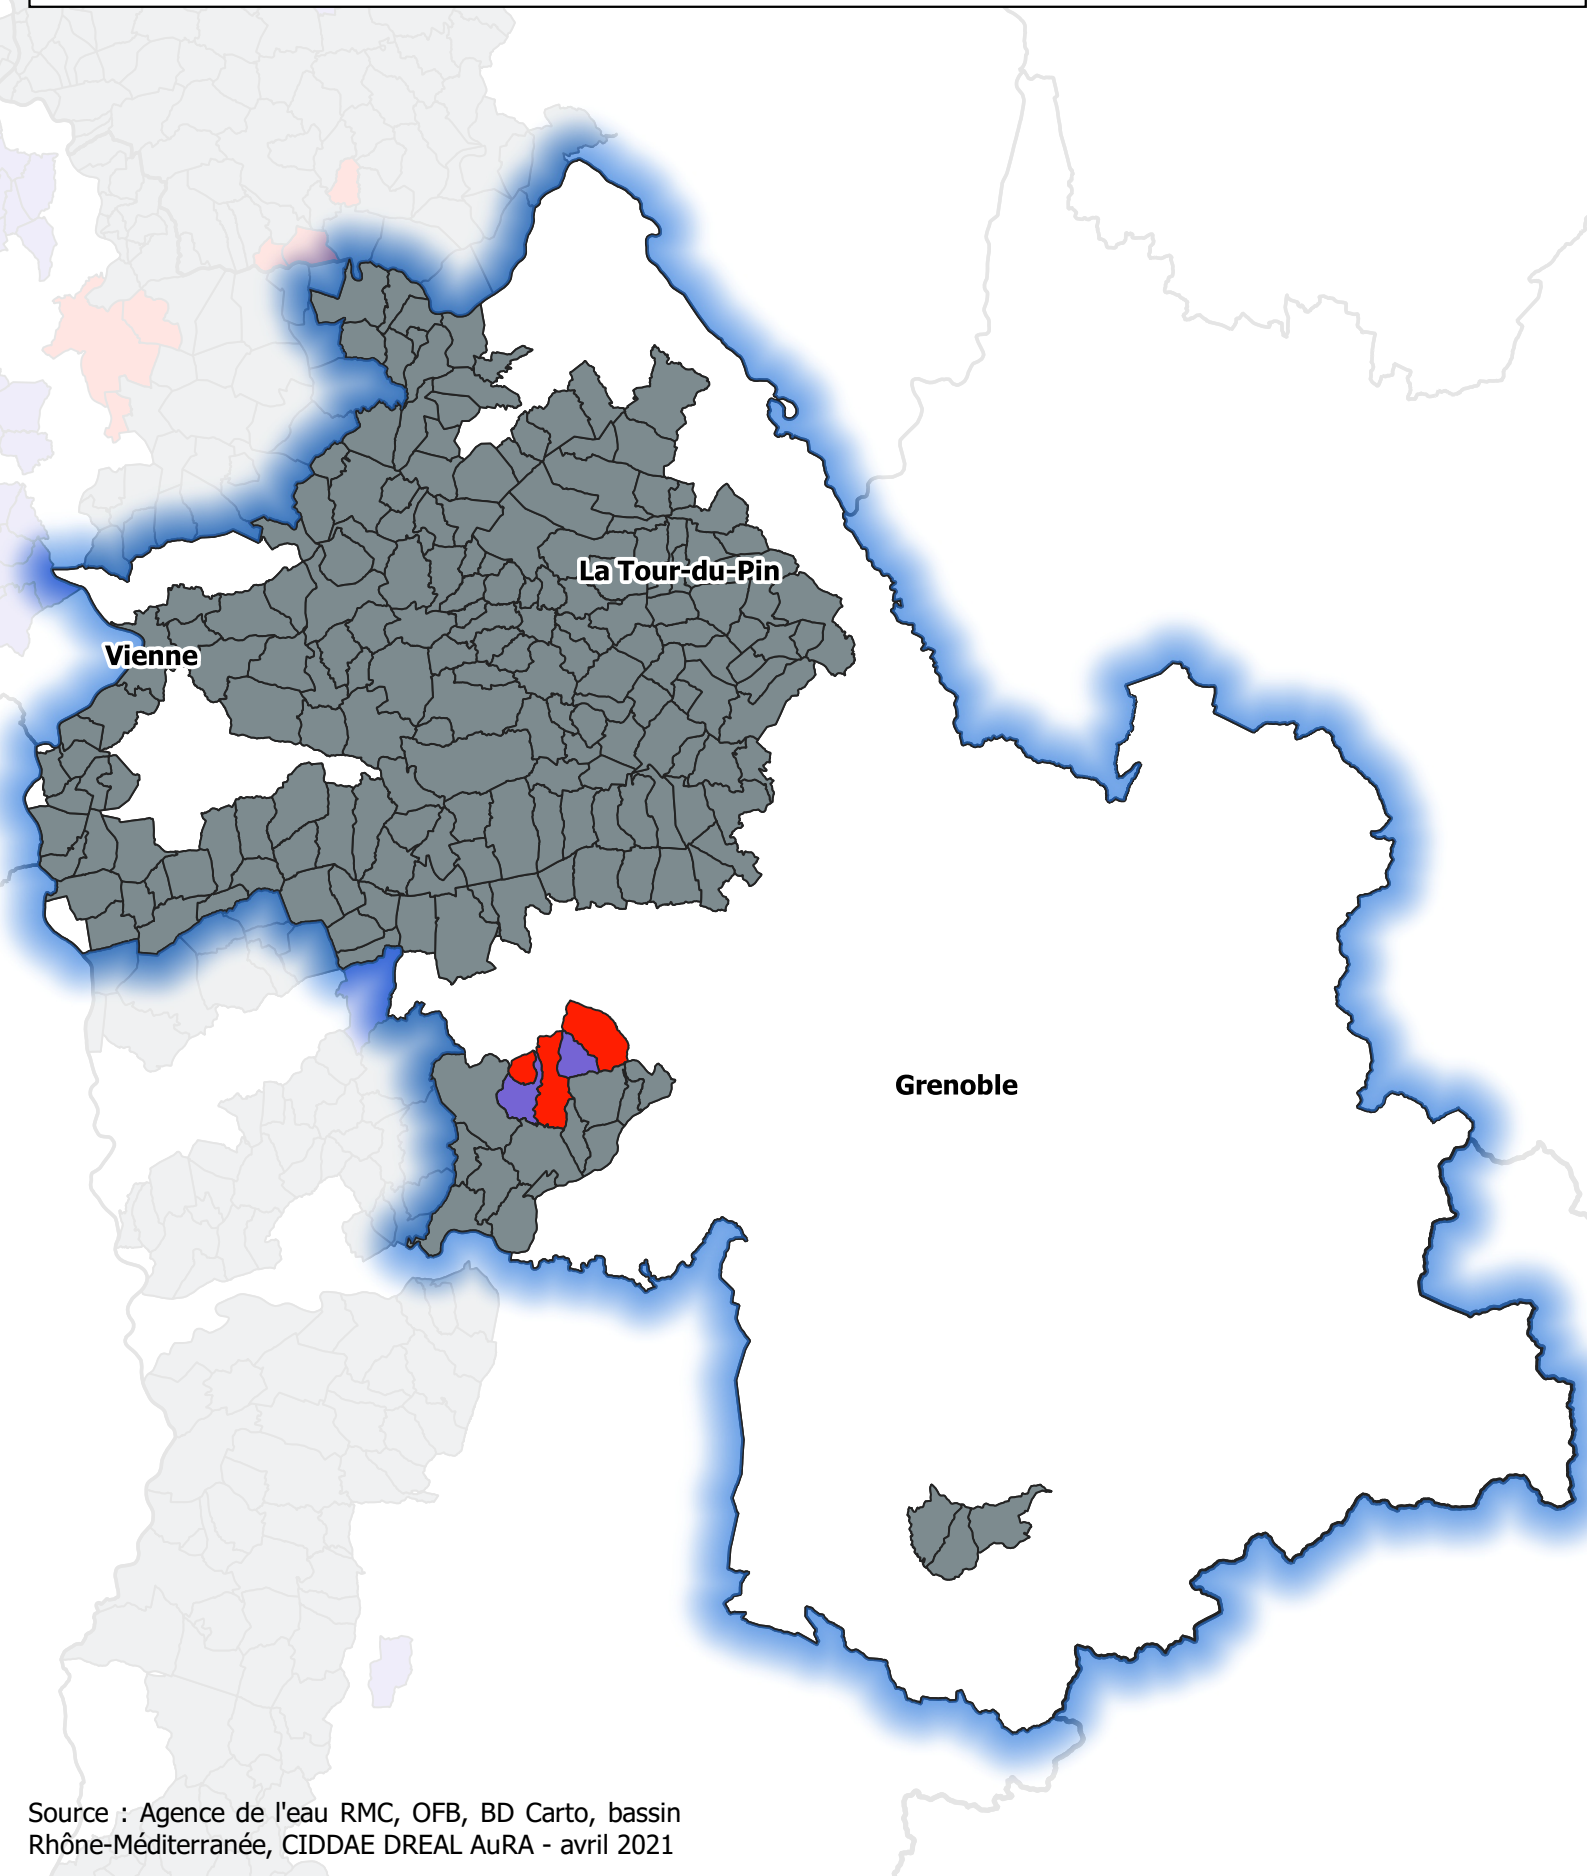 La Tour-du-Pin
Vienne
Grenoble
Source : Agence de l'eau RMC, OFB, BD Carto, bassin
Rhône-Méditerranée, CIDDAE DREAL AuRA - avril 2021